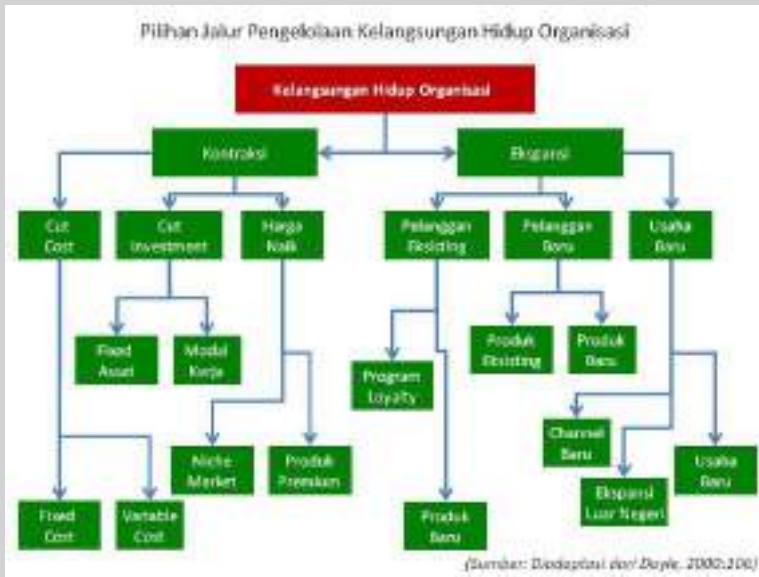 Pilihan Jalur Pengelolaan Kelangsungan Hidup Organisasi
Kelangsungan Hidup Organisasi
Kontraksi
Ekspansi
Cut
Cost
Cut
Investment
Harga
Naik
Pelanggan
Eksisting
Pelanggan
Baru
Usaha
Baru
Fixed
Asset
Modal
Kerja
Program
Loyalty
Produk
Eksisting
Produk
Baru
Niche
Market
Produk
Premium
Channel
Baru
Ekspansi
Luar Negeri
Usaha
Baru
Fixed
Cost
Variable
Cost
Produk
Baru
(Sumber: Diadaptasi dari Doyle, 2000:206)